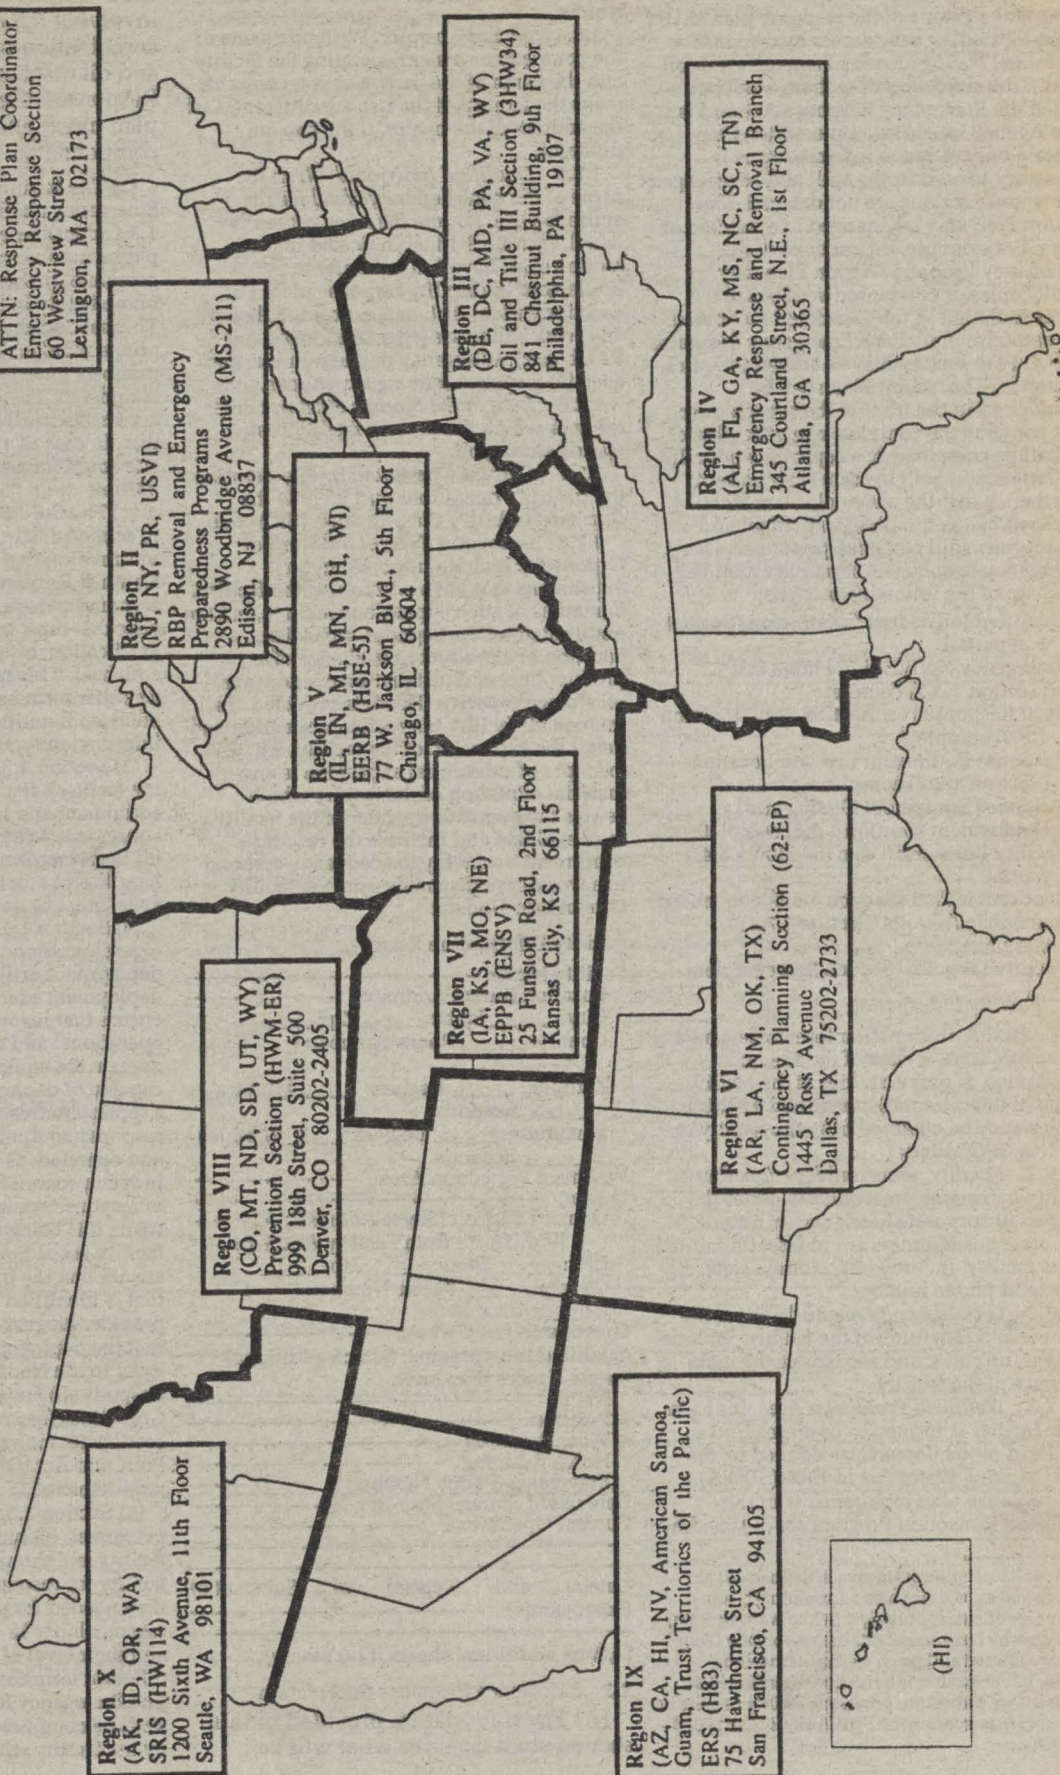 ATTN: Response Plan Coordinator
Emergency Response Section
60 Westview Street
Lexington, MA 02173
Region II
(NJ, NY, PR, USVI)
RBP Removal and Emergency
Preparedness Programs
2890 Woodbridge Avenue (MS-211)
Edison, NJ 08837
Region III
(DE, DC, MD, PA, VA, WV)
Oil and Title III Section (3HW34)
841 Chestnut Building, 9th Floor
Philadelphia, PA 19107
Region IV
(AL, FL, GA, KY, MS, NC, SC, TN)
Emergency Response and Removal Branch
345 Courtland Street, N.E., 1st Floor
Atlanta, GA 30365
Region V
(IL, IN, MI, MN, OH, WI)
EERB (HSE-5J)
77 W. Jackson Blvd., 5th Floor
Chicago, IL 60604
Region VI
(AR, LA, NM, OK, TX)
Contingency Planning Section (62-EP)
1445 Ross Avenue
Dallas, TX 75202-2733
Region VII
(IA, KS, MO, NE)
EPPB (ENSV)
25 Funston Road, 2nd Floor
Kansas City, KS 66115
Region VIII
(CO, MT, ND, SD, UT, WY)
Prevention Section (HWM-ER)
999 18th Street, Suite 500
Denver, CO 80202-2405
Region IX
(AZ, CA, HI, NV, American Samoa,
Guam, Trust Territories of the Pacific)
ERS (H83)
75 Hawthorne Street
San Francisco, CA 94105
Region X
(AK, ID, OR, WA)
SRIS (HW114)
1200 Sixth Avenue, 11th Floor
Seattle, WA 98101
(HI)